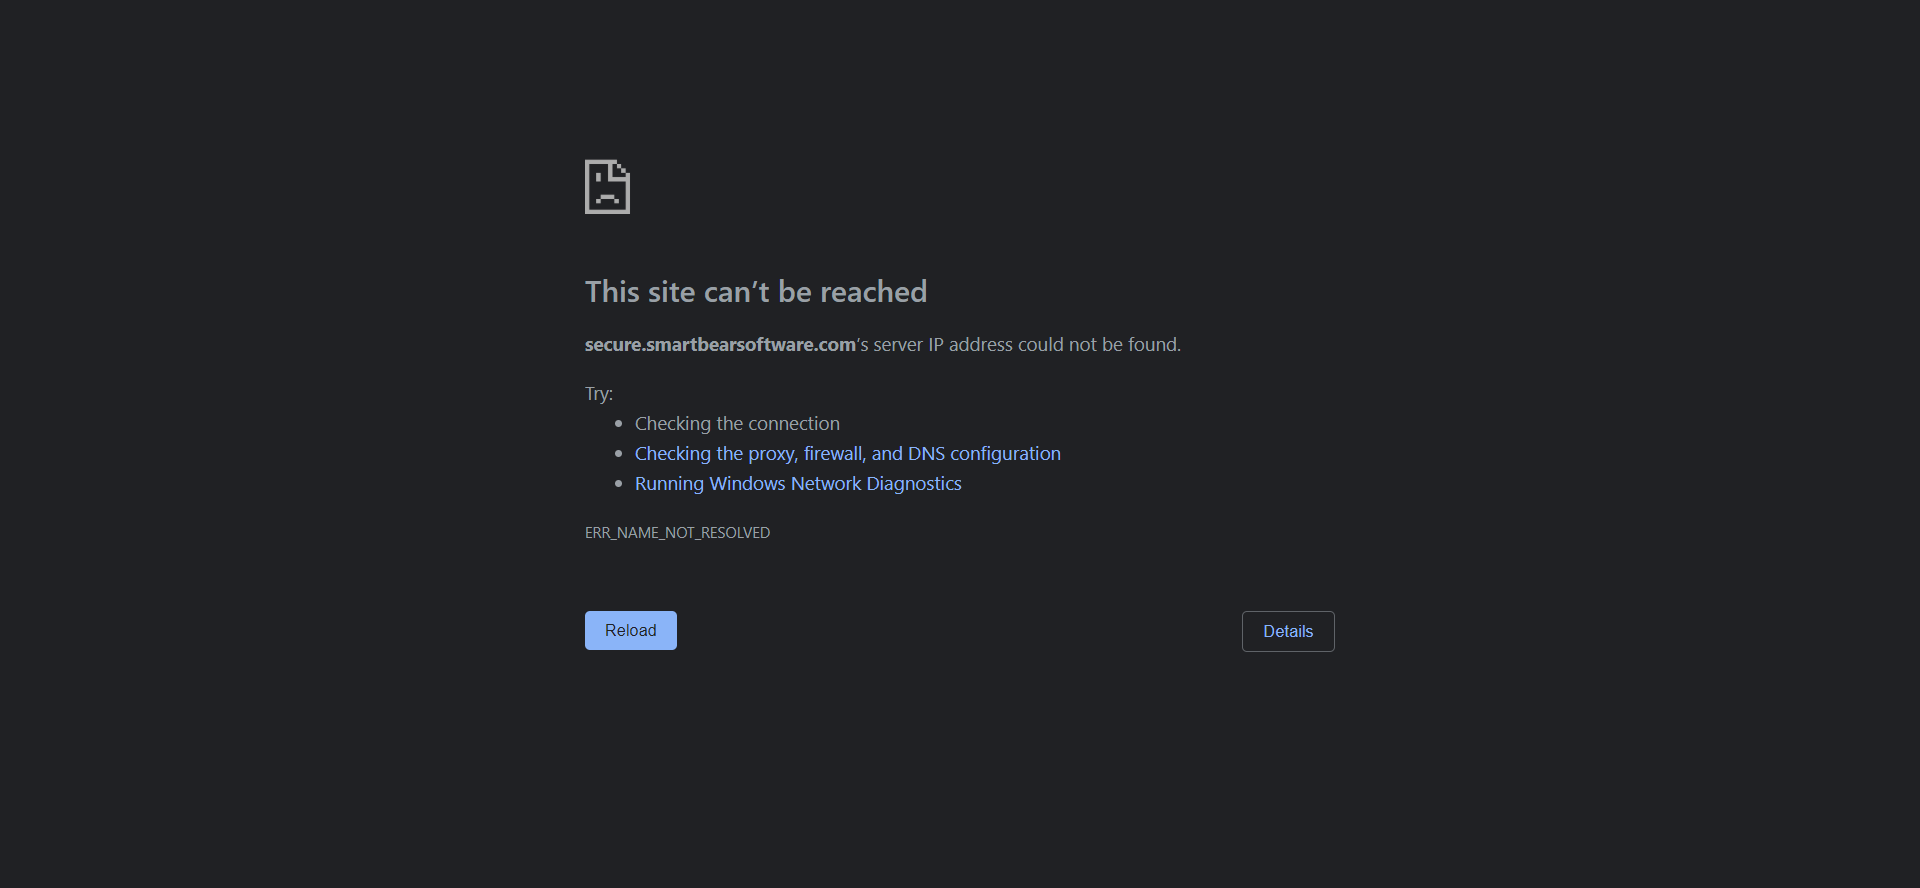 This site can’t be reached
secure.smartbearsoftware.com’s server IP address could not be found.
Try:
Checking the connection
Checking the proxy, firewall, and DNS configuration
Running Windows Network Diagnostics
ERR_NAME_NOT_RESOLVED
Reload
Details